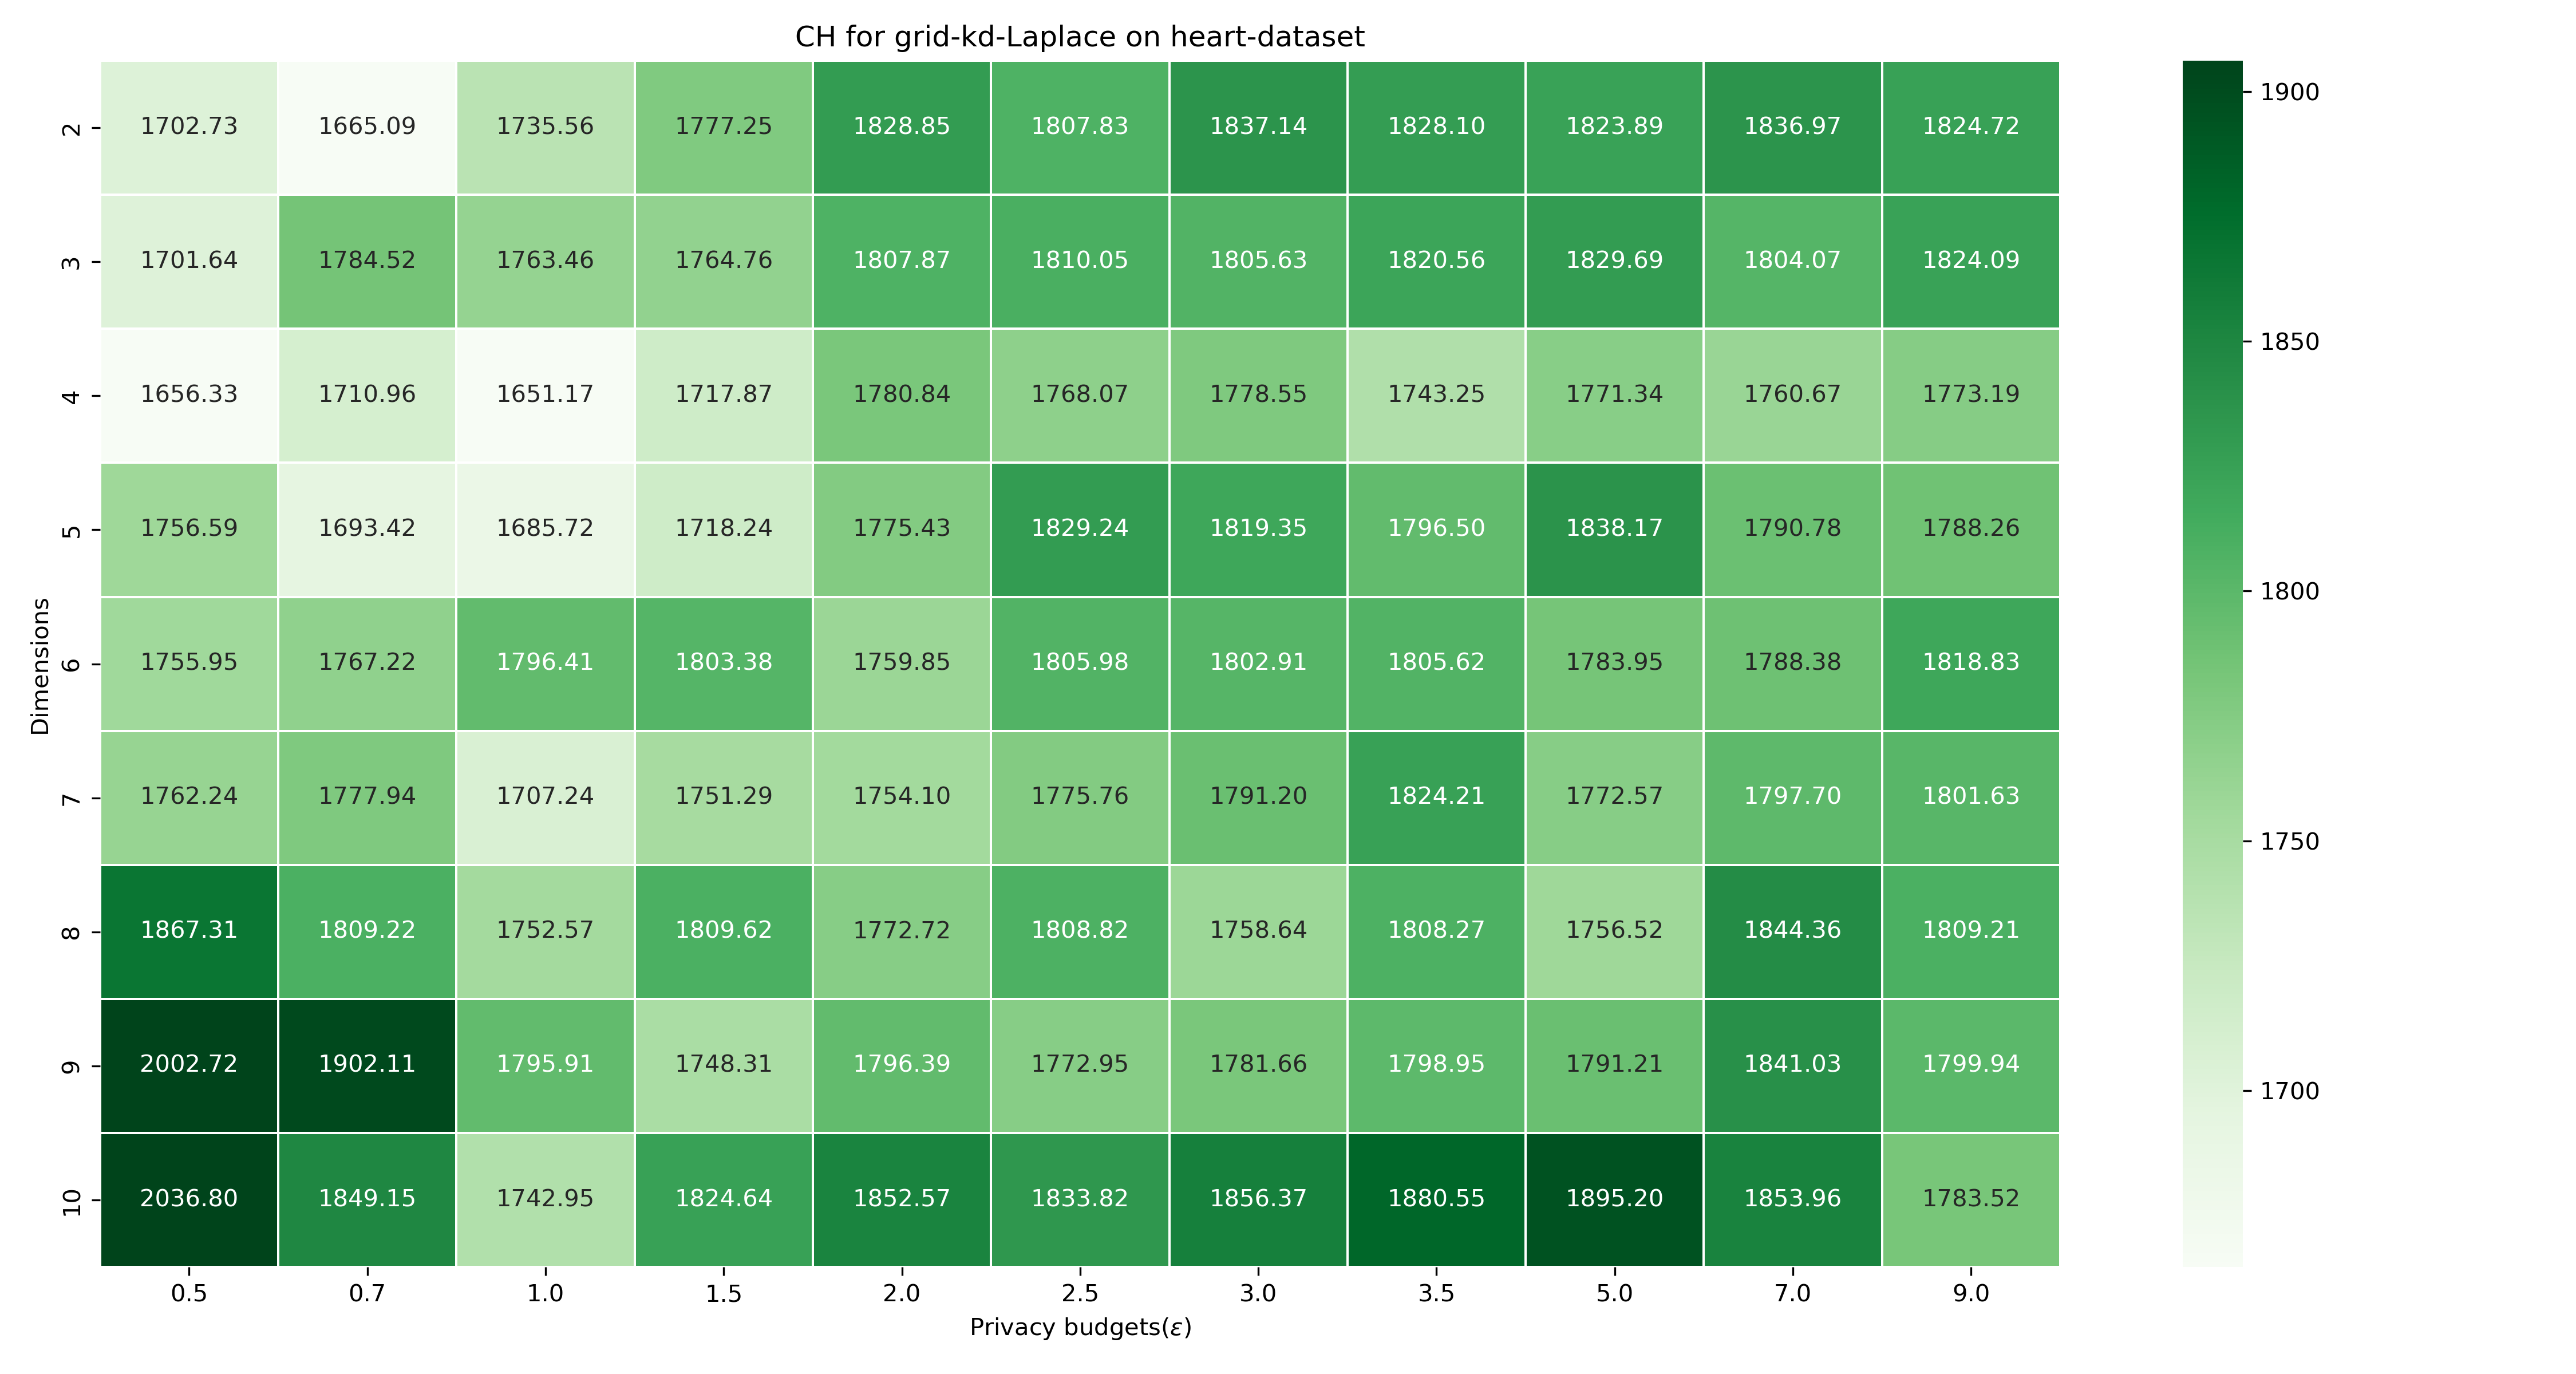 CH for grid-kd-Laplace on heart-dataset
2 1702.73 1665.09 1735.56 1777.25 1828.85 1807.83 1837.14 1828.10 1823.89 1836.97 1824.72
3 1701.64 1784.52 1763.46 1764.76 1807.87 1810.05 1805.63 1820.56 1829.69 1804.07 1824.09
4 1656.33 1710.96 1651.17 1717.87 1780.84 1768.07 1778.55 1743.25 1771.34 1760.67 1773.19
5 1756.59 1693.42 1685.72 1718.24 1775.43 1829.24 1819.35 1796.50 1838.17 1790.78 1788.26
6 1755.95 1767.22 1796.41 1803.38 1759.85 1805.98 1802.91 1805.62 1783.95 1788.38 1818.83
7 1762.24 1777.94 1707.24 1751.29 1754.10 1775.76 1791.20 1824.21 1772.57 1797.70 1801.63
8 1867.31 1809.22 1752.57 1809.62 1772.72 1808.82 1758.64 1808.27 1756.52 1844.36 1809.21
9 2002.72 1902.11 1795.91 1748.31 1796.39 1772.95 1781.66 1798.95 1791.21 1841.03 1799.94
10 2036.80 1849.15 1742.95 1824.64 1852.57 1833.82 1856.37 1880.55 1895.20 1853.96 1783.52
0.5 0.7 1.0 1.5 2.0 2.5 3.0 3.5 5.0 7.0 9.0
Privacy budgets(ε)
Dimensions
1900
1850
1800
1750
1700